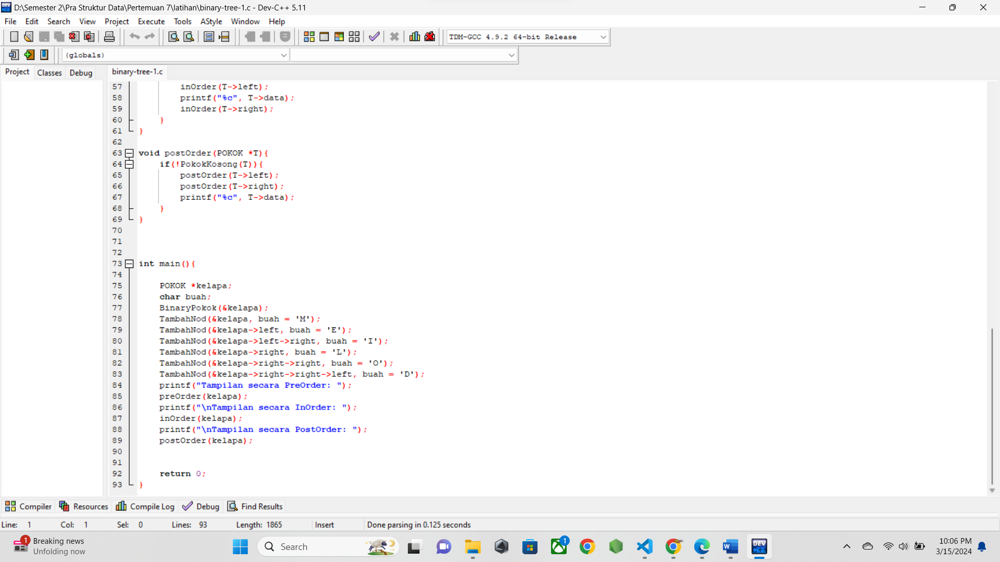 D:\Semester 2\Pra Struktur Data\Pertemuan 7\latihan\binary-tree-1.c - Dev-C++ 5.11
File Edit Search View Project Execute Tools AStyle Window Help
TDM-GCC 4.9.2 64-bit Release
(globals)
Project Classes Debug binary-tree-1.c
57 inOrder(T->left);
58 printf("%c", T->data);
59 inOrder(T->right);
60 }
61 }
62
63 void postOrder(POKOK *T){
64 if(!PokokKosong(T)){
65 postOrder(T->left);
66 postOrder(T->right);
67 printf("%c", T->data);
68 }
69 }
70
71
72
73 int main(){
74
75 POKOK *kelapa;
76 char buah;
77 BinaryPokok(&kelapa);
78 TambahNod(&kelapa, buah = 'M');
79 TambahNod(&kelapa->left, buah = 'E');
80 TambahNod(&kelapa->left->right, buah = 'I');
81 TambahNod(&kelapa->right, buah = 'L');
82 TambahNod(&kelapa->right->right, buah = 'O');
83 TambahNod(&kelapa->right->right->left, buah = 'D');
84 printf("Tampilan secara PreOrder: ");
85 preOrder(kelapa);
86 printf("\nTampilan secara InOrder: ");
87 inOrder(kelapa);
88 printf("\nTampilan secara PostOrder: ");
89 postOrder(kelapa);
90
91
92 return 0;
93 }
Compiler Resources Compile Log Debug Find Results
Line: 1 Col: 1 Sel: 0 Lines: 93 Length: 1865 Insert Done parsing in 0.125 seconds
1 Breaking news
Unfolding now
Search
1
W
DEV C++
10:06 PM
3/15/2024